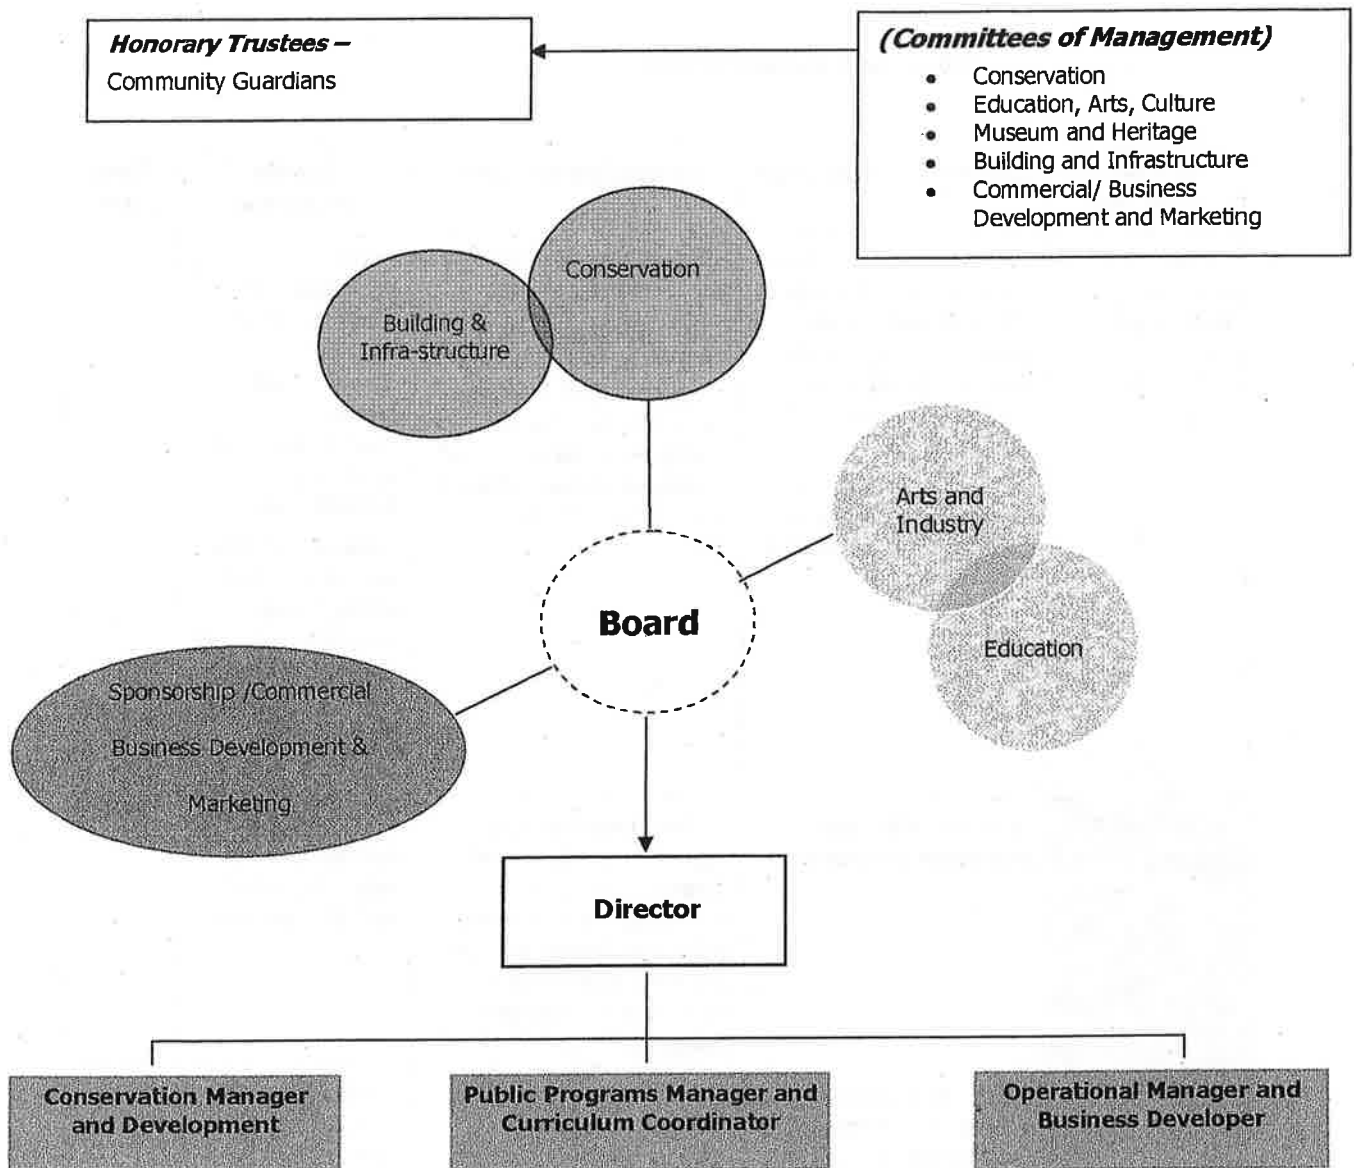 Honorary Trustees –
Community Guardians
(Committees of Management)
• Conservation
• Education, Arts, Culture
• Museum and Heritage
• Building and Infrastructure
• Commercial/ Business
Development and Marketing
Conservation
Building &
Infra-structure
Arts and
Industry
Education
Board
Sponsorship /Commercial
Business Development &
Marketing
Director
Conservation Manager
and Development
Public Programs Manager and
Curriculum Coordinator
Operational Manager and
Business Developer